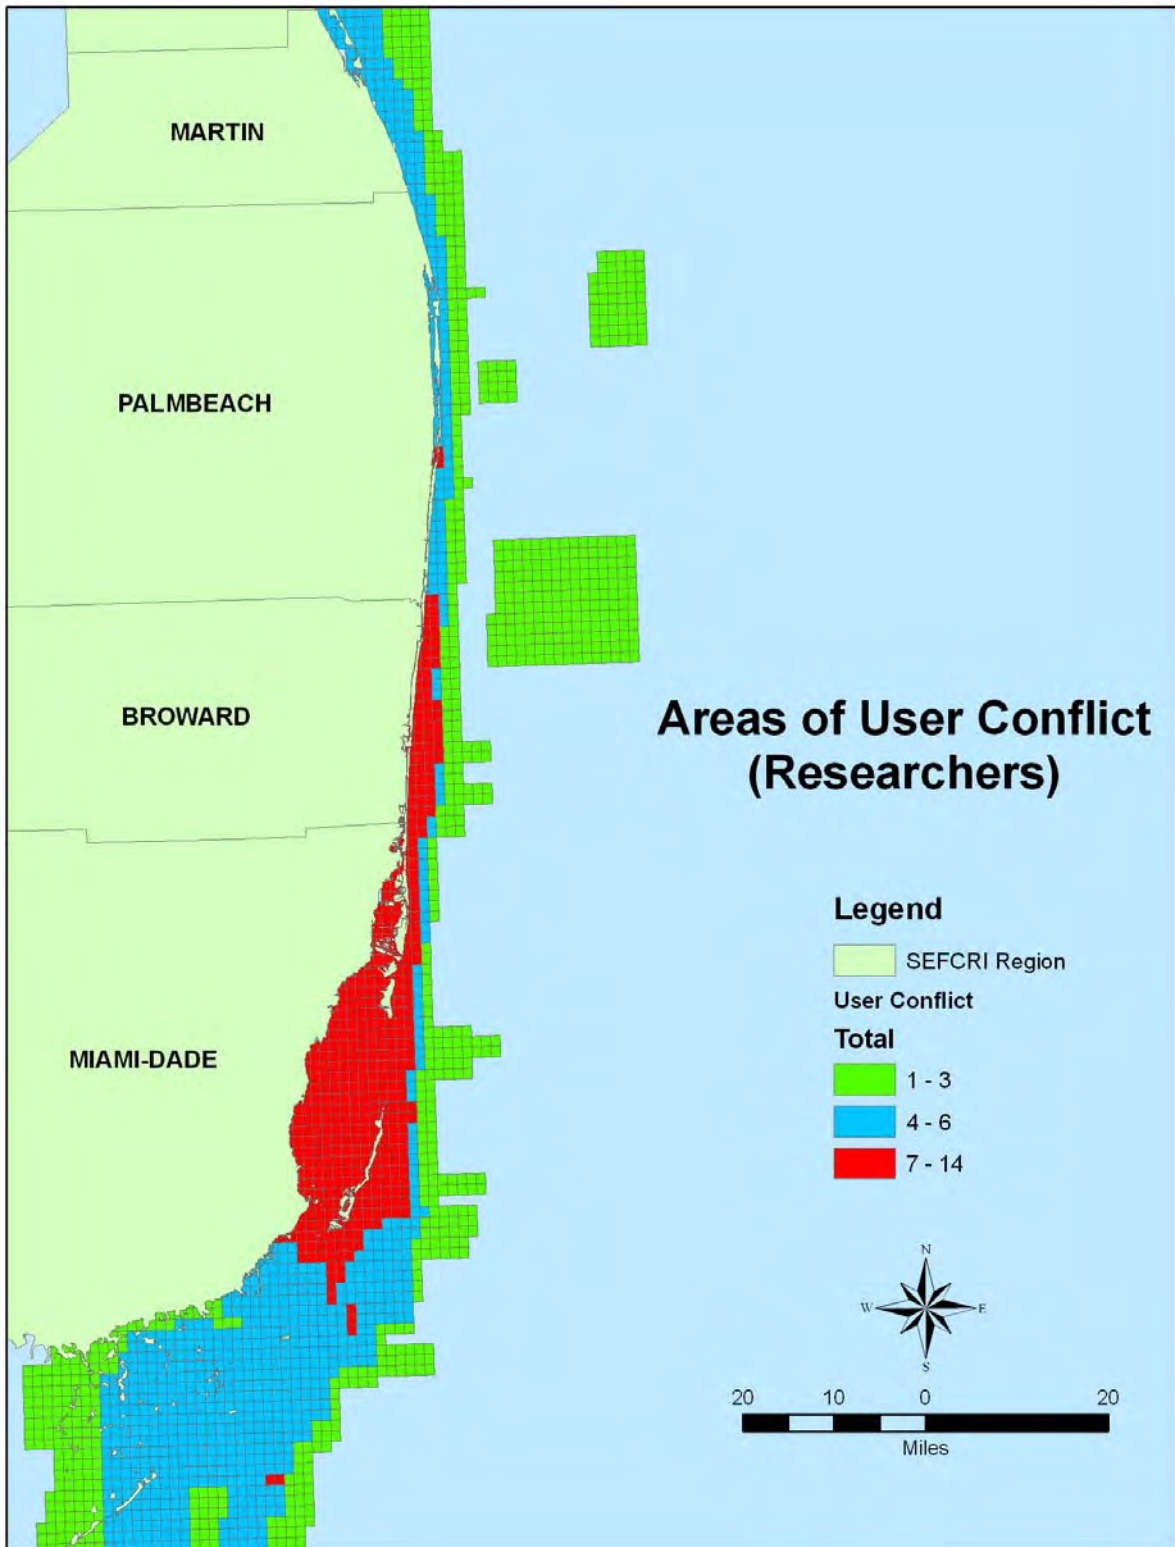 MARTIN
PALMBEACH
BROWARD
MIAMI-DADE
Areas of User Conflict
(Researchers)
Legend
SEFCRI Region
User Conflict
Total
1 - 3
4 - 6
7 - 14
N
W E
S
20 10 0 20
Miles